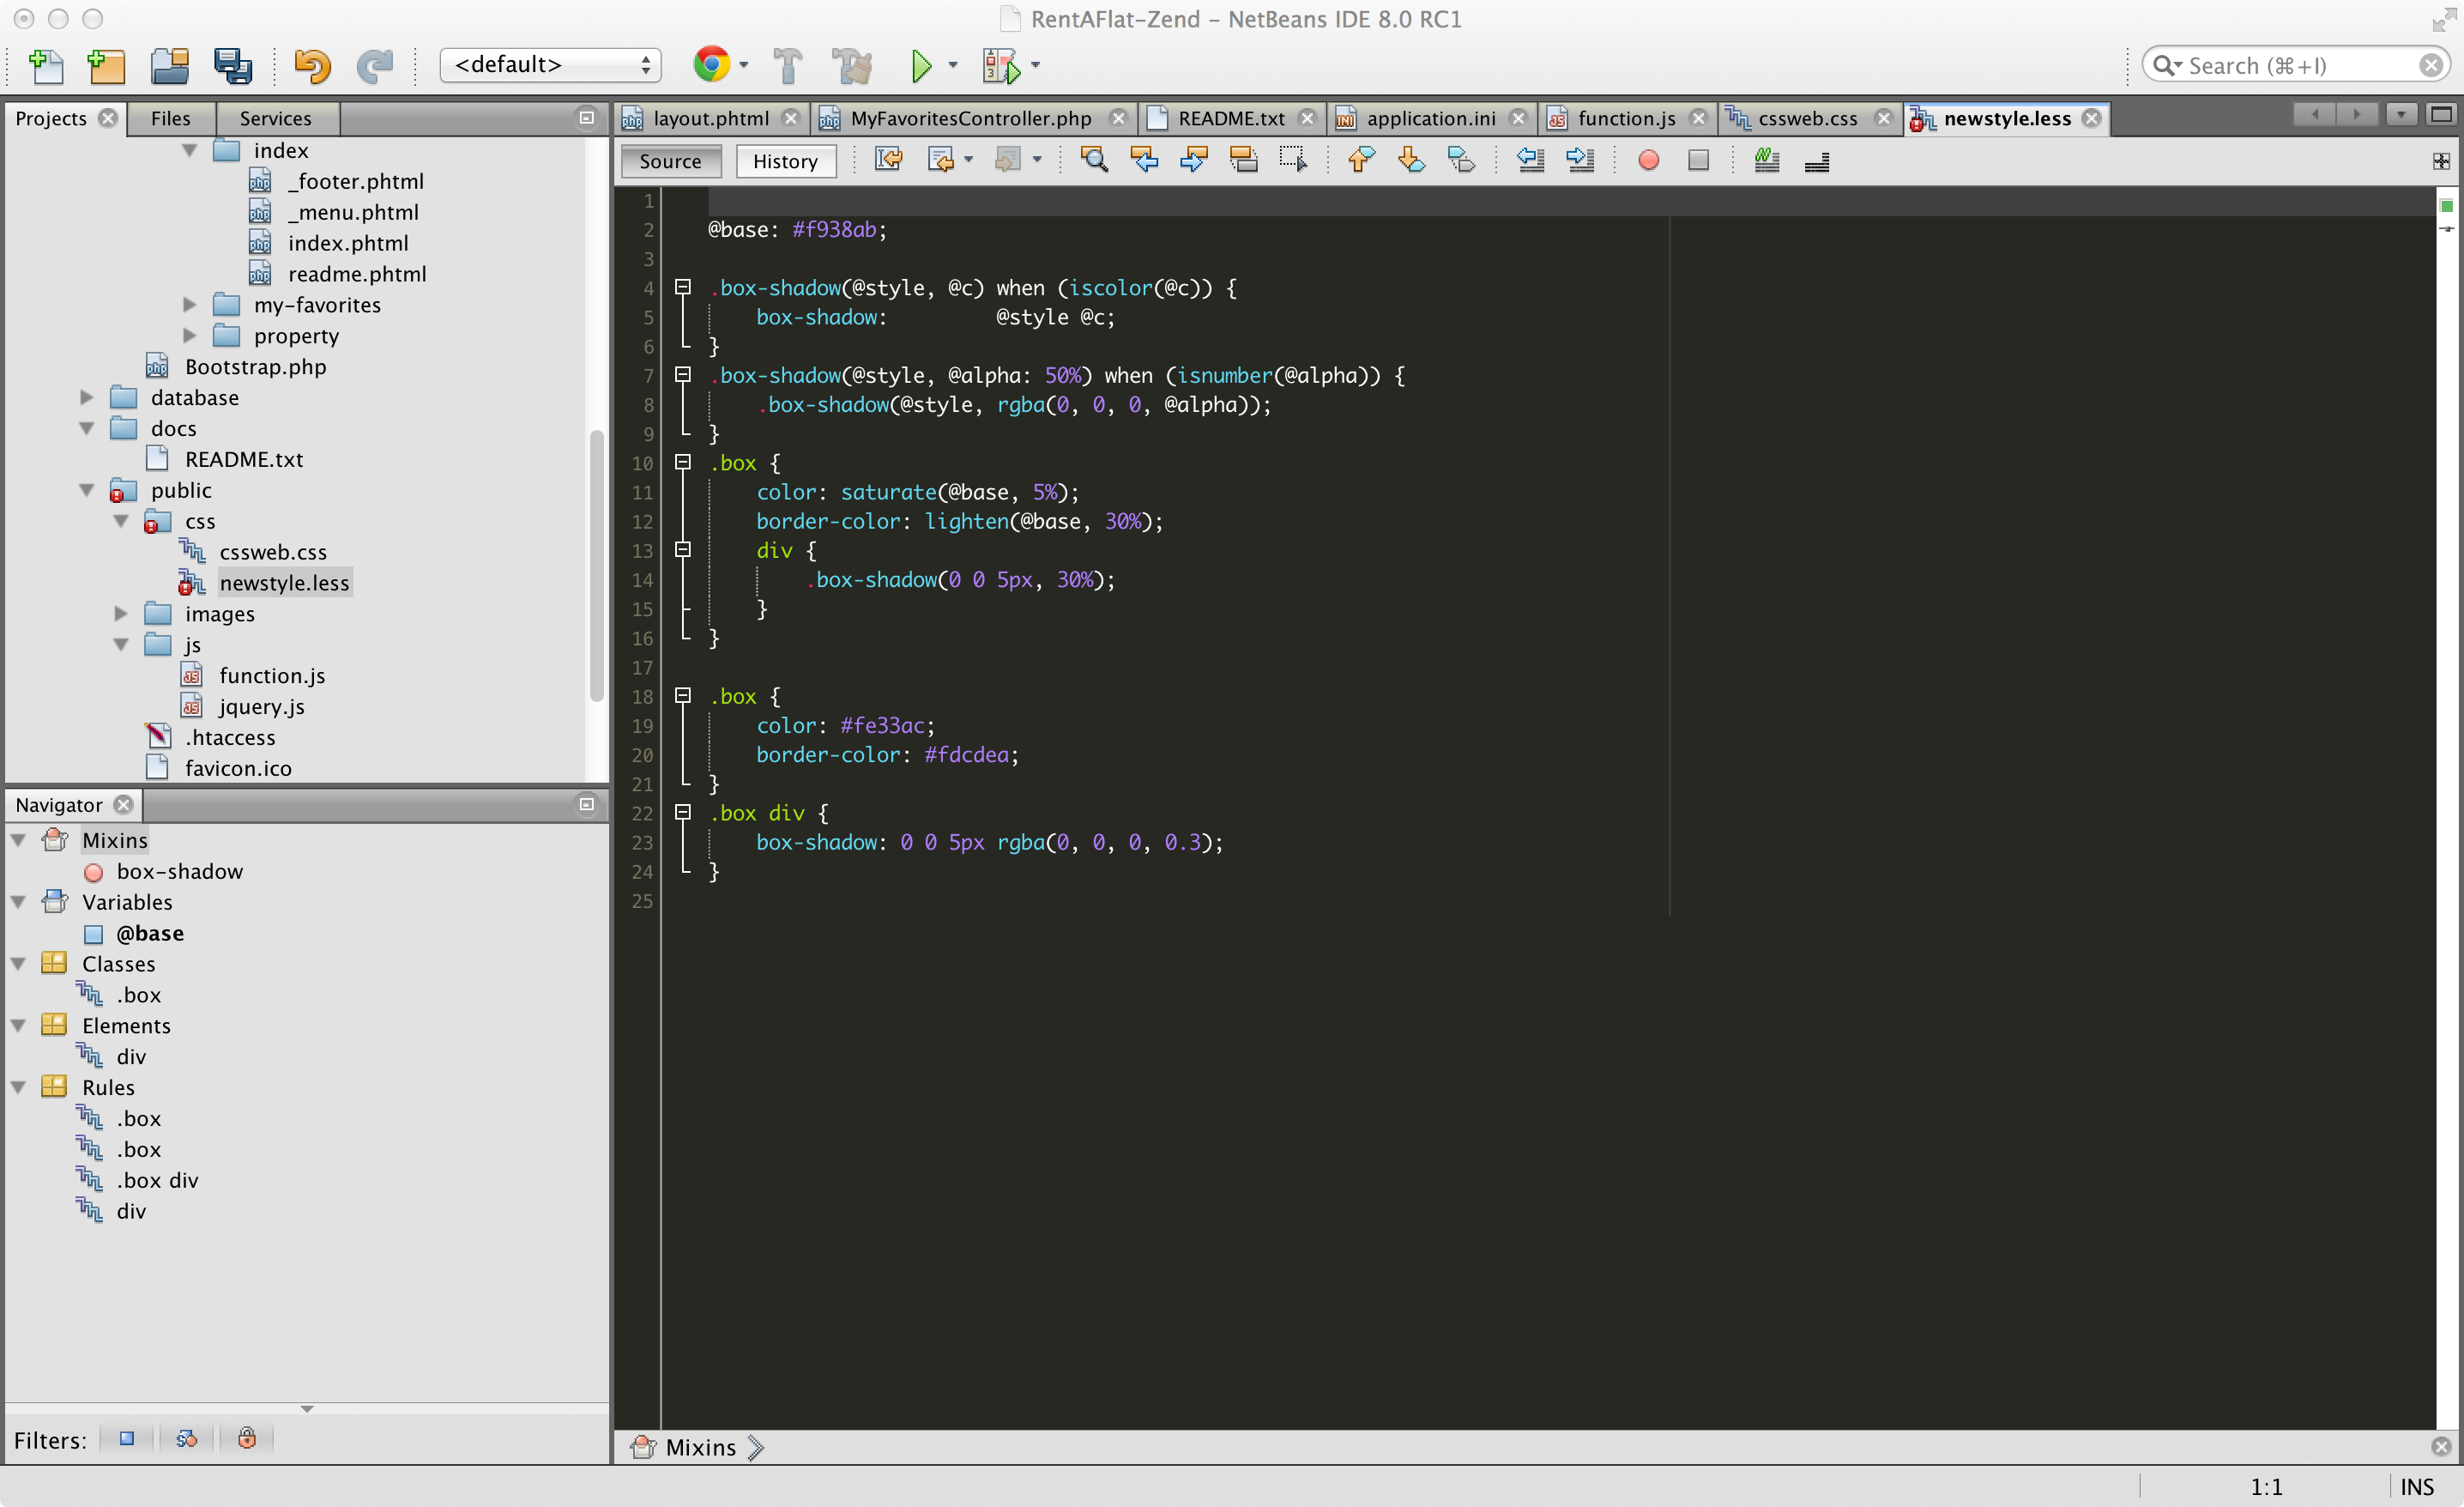 RentAFlat-Zend - NetBeans IDE 8.0 RC1
<default>
Search (⌘+I)
Projects
Files
Services
index
_footer.phtml
_menu.phtml
index.phtml
readme.phtml
my-favorites
property
Bootstrap.php
database
docs
README.txt
public
css
cssweb.css
newstyle.less
images
js
function.js
jquery.js
.htaccess
favicon.ico
Navigator
Mixins
box-shadow
Variables
@base
Classes
.box
Elements
div
Rules
.box
.box
.box div
div
Filters:
layout.phtml
MyFavoritesController.php
README.txt
application.ini
function.js
cssweb.css
newstyle.less
Source
History
1
2 @base: #f938ab;
3
4 .box-shadow(@style, @c) when (iscolor(@c)) {
5 box-shadow: @style @c;
6 }
7 .box-shadow(@style, @alpha: 50%) when (isnumber(@alpha)) {
8 .box-shadow(@style, rgba(0, 0, 0, @alpha));
9 }
10 .box {
11 color: saturate(@base, 5%);
12 border-color: lighten(@base, 30%);
13 div {
14 .box-shadow(0 0 5px, 30%);
15 }
16 }
17
18 .box {
19 color: #fe33ac;
20 border-color: #fdcdea;
21 }
22 .box div {
23 box-shadow: 0 0 5px rgba(0, 0, 0, 0.3);
24 }
25
Mixins
1:1
INS